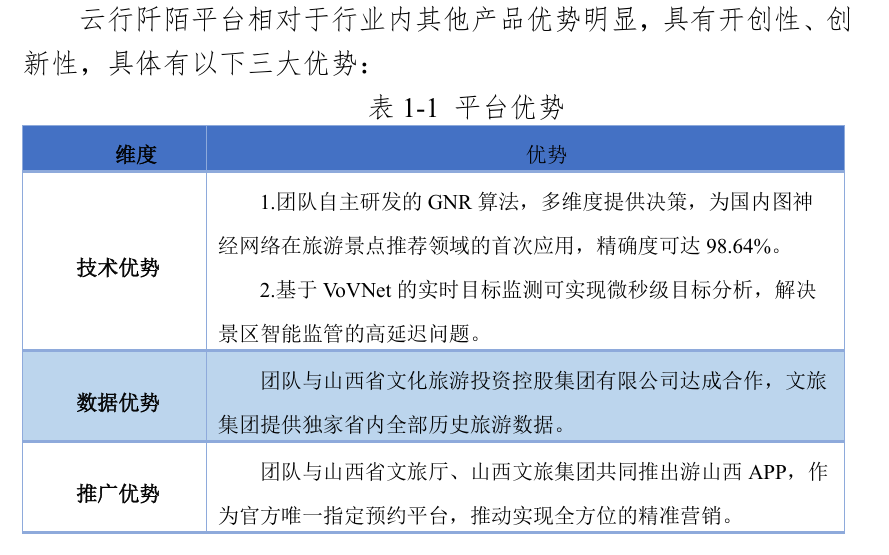 云行阡陌平台相对于行业内其他产品优势明显，具有开创性、创
新性，具体有以下三大优势：
表 1-1 平台优势
维度
优势
技术优势
1.团队自主研发的 GNR 算法，多维度提供决策，为国内图神
经网络在旅游景点推荐领域的首次应用，精确度可达 98.64%。
2.基于 VoVNet 的实时目标监测可实现微秒级目标分析，解决
景区智能监管的高延迟问题。
数据优势
团队与山西省文化旅游投资控股集团有限公司达成合作，文旅
集团提供独家省内全部历史旅游数据。
推广优势
团队与山西省文旅厅、山西文旅集团共同推出游山西 APP，作
为官方唯一指定预约平台，推动实现全方位的精准营销。